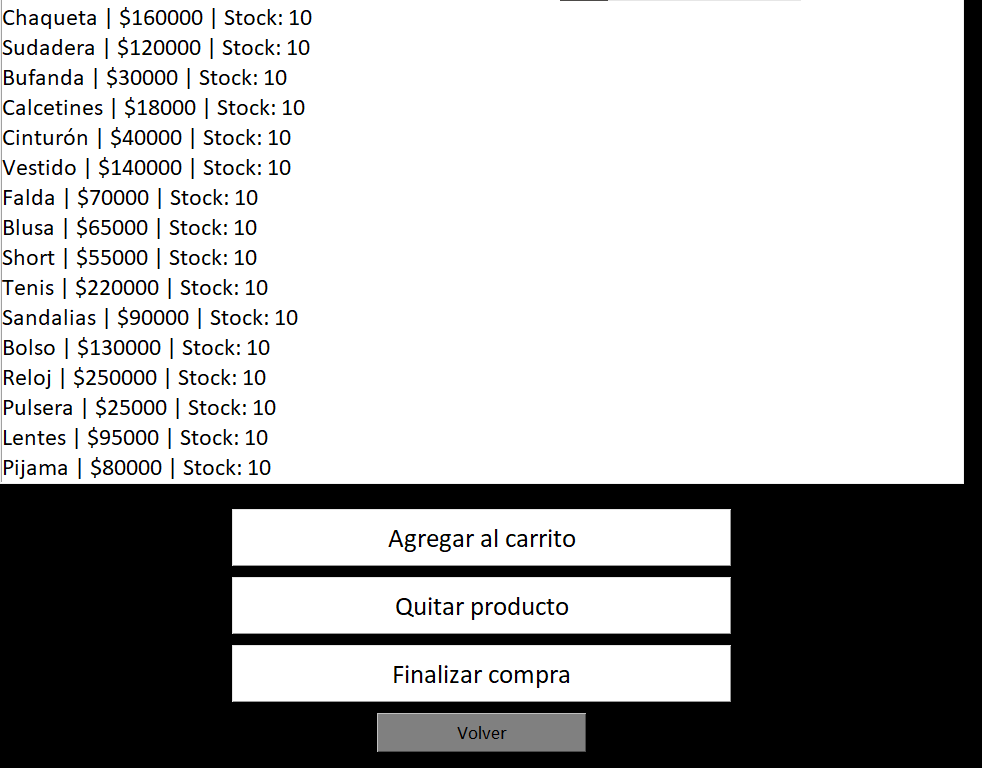 Chaqueta | $160000 | Stock: 10
Sudadera | $120000 | Stock: 10
Bufanda | $30000 | Stock: 10
Calcetines | $18000 | Stock: 10
Cinturón | $40000 | Stock: 10
Vestido | $140000 | Stock: 10
Falda | $70000 | Stock: 10
Blusa | $65000 | Stock: 10
Short | $55000 | Stock: 10
Tenis | $220000 | Stock: 10
Sandalias | $90000 | Stock: 10
Bolso | $130000 | Stock: 10
Reloj | $250000 | Stock: 10
Pulsera | $25000 | Stock: 10
Lentes | $95000 | Stock: 10
Pijama | $80000 | Stock: 10
Agregar al carrito
Quitar producto
Finalizar compra
Volver